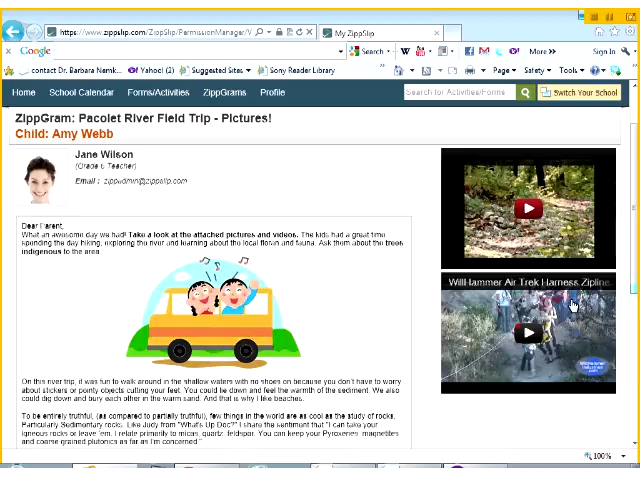 https://www.zippslip.com/ZippSlip/PermissionManager/V
My ZippSlip
Google
Search
More »
Sign In
contact Dr. Barbara Nemk...
Yahoo! (2)
Suggested Sites
Sony Reader Library
Page
Safety
Tools
Home
School Calendar
Forms/Activities
ZippGrams
Profile
Search for Activities/Forms
Switch Your School
ZippGram: Pacolet River Field Trip - Pictures!
Child: Amy Webb
Jane Wilson
(Grade 6 Teacher)
Email : zippadmin@zippslip.com
Dear Parent,
What an awesome day we had! Take a look at the attached pictures and videos. The kids had a great time
spending the day hiking, exploring the river and learning about the local floran and fauna. Ask them about the trees
indigenous to the area.
WillHammer Air Trek Harness Zipline
On this river trip, it was fun to walk around in the shallow waters with no shoes on because you don't have to worry
about stickers or pointy objects cutting your feet. You could lie down and feel the warmth of the sediment. We also
could dig down and bury each other in the warm sand. And that is why I like beaches.
To be entirely truthful, (as compared to partially truthful), few things in the world are as cool as the study of rocks.
Particularly Sedimentary rocks. Like Judy from "What's Up Doc?" I share the sentiment that "I can take your
igneous rocks or leave 'em. I relate primarily to micas, quartz, feldspar. You can keep your Pyroxenes, magnetites
and coarse grained plutonics as far as I'm concerned."
100%